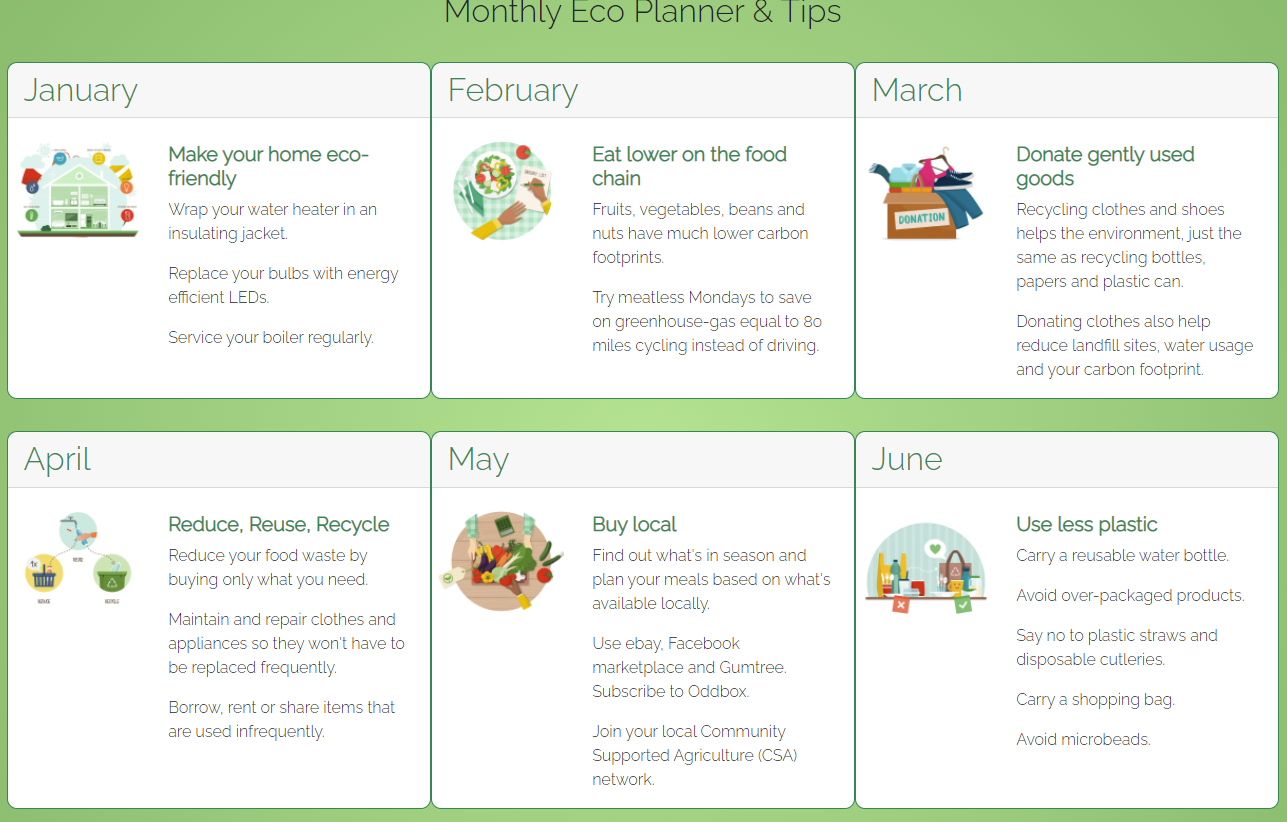 Monthly Eco Planner & Tips
January
Make your home eco-
friendly
Wrap your water heater in an
insulating jacket.
Replace your bulbs with energy
efficient LEDs.
Service your boiler regularly.
February
Eat lower on the food
chain
Fruits, vegetables, beans and
nuts have much lower carbon
footprints.
Try meatless Mondays to save
on greenhouse-gas equal to 80
miles cycling instead of driving.
March
DONATION
Donate gently used
goods
Recycling clothes and shoes
helps the environment, just the
same as recycling bottles,
papers and plastic can.
Donating clothes also help
reduce landfill sites, water usage
and your carbon footprint.
April
1x
REUSE
REDUCE
RECYCLE
Reduce, Reuse, Recycle
Reduce your food waste by
buying only what you need.
Maintain and repair clothes and
appliances so they won't have to
be replaced frequently.
Borrow, rent or share items that
are used infrequently.
May
Buy local
Find out what's in season and
plan your meals based on what's
available locally.
Use ebay, Facebook
marketplace and Gumtree.
Subscribe to Oddbox.
Join your local Community
Supported Agriculture (CSA)
network.
June
Use less plastic
Carry a reusable water bottle.
Avoid over-packaged products.
Say no to plastic straws and
disposable cutleries.
Carry a shopping bag.
Avoid microbeads.